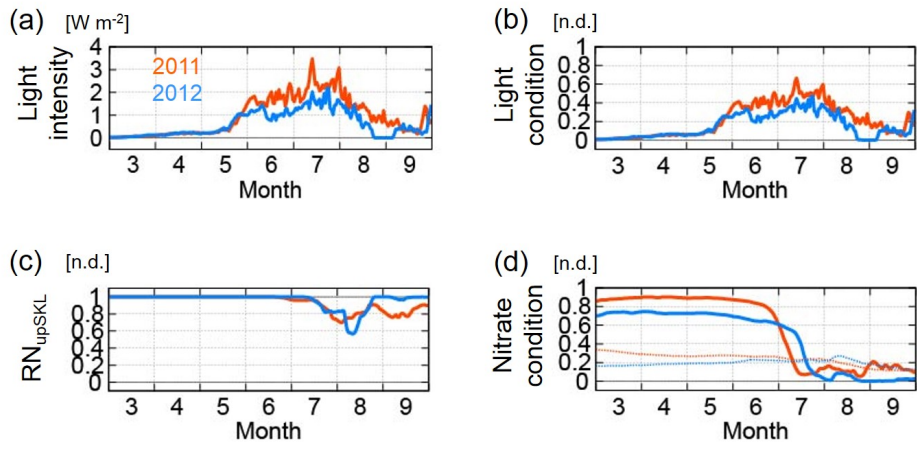 (a) [W m-2]
Light intensity
4
3
2
1
0
2011
2012
3 4 5 6 7 8 9
Month
(b) [n.d.]
Light condition
1
0.8
0.6
0.4
0.2
0
3 4 5 6 7 8 9
Month
(c) [n.d.]
RNupSKL
1
0.8
0.6
0.4
0.2
0
3 4 5 6 7 8 9
Month
(d) [n.d.]
Nitrate condition
1
0.8
0.6
0.4
0.2
0
3 4 5 6 7 8 9
Month